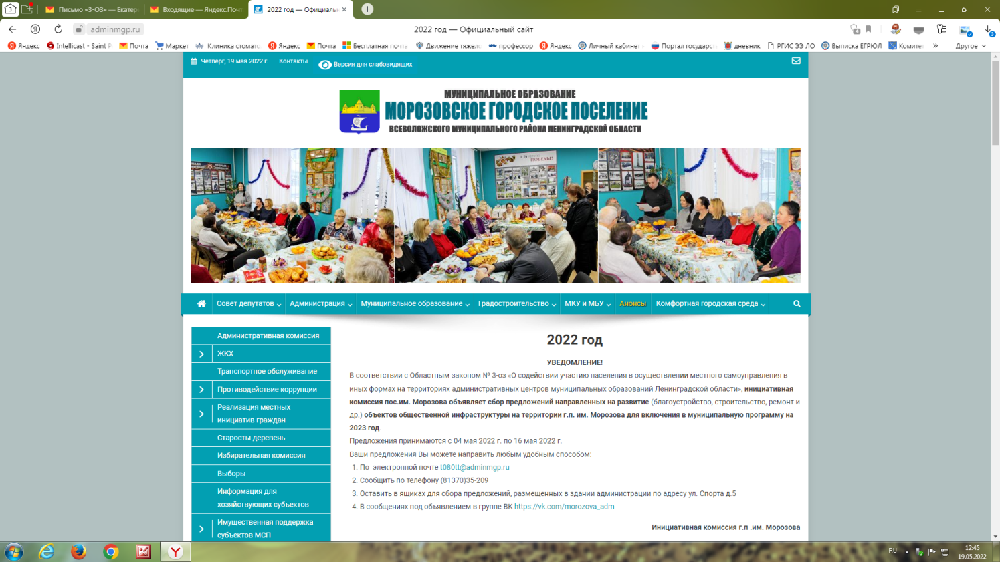 3
Письмо «3-ОЗ» — Екатери
Входящие — Яндекс.Почт
2022 год — Официаль
adminmgp.ru
2022 год — Официальный сайт
3
Яндекс
Intellicast - Saint P
Почта
Маркет
Клиника стомато
Яндекс
Почта
Бесплатная почта
Движение тяжело
профессор
Яндекс
Личный кабинет
Портал государст
дневник
РГИС ЭЭ ЛО
Выписка ЕГРЮЛ
Комитет
»
Другое
Четверг, 19 мая 2022 г.
Контакты
Версия для слабовидящих
МУНИЦИПАЛЬНОЕ ОБРАЗОВАНИЕ
МОРОЗОВСКОЕ ГОРОДСКОЕ ПОСЕЛЕНИЕ
ВСЕВОЛОЖСКОГО МУНИЦИПАЛЬНОГО РАЙОНА ЛЕНИНГРАДСКОЙ ОБЛАСТИ
ПОБЕДЫ!
Совет депутатов
Администрация
Муниципальное образование
Градостроительство
МКУ и МБУ
Анонсы
Комфортная городская среда
Административная комиссия
ЖКХ
Транспортное обслуживание
Противодействие коррупции
Реализация местных
инициатив граждан
Старосты деревень
Избирательная комиссия
Выборы
Информация для
хозяйствующих субъектов
Имущественная поддержка
субъектов МСП
2022 год
УВЕДОМЛЕНИЕ!
В соответствии с Областным законом № 3-оз «О содействии участию населения в осуществлении местного самоуправления в
иных формах на территориях административных центров муниципальных образований Ленинградской области», инициативная
комиссия пос.им. Морозова объявляет сбор предложений направленных на развитие (благоустройство, строительство, ремонт и
др.) объектов общественной инфраструктуры на территории г.п. им. Морозова для включения в муниципальную программу на
2023 год.
Предложения принимаются с 04 мая 2022 г. по 16 мая 2022 г.
Ваши предложения Вы можете направить любым удобным способом:
1. По электронной почте t080tt@adminmgp.ru
2. Сообщить по телефону (81370)35-209
3. Оставить в ящиках для сбора предложений, размещенных в здании администрации по адресу ул. Спорта д.5
4. В сообщениях под объявлением в группе ВК https://vk.com/morozova_adm
Инициативная комиссия г.п .им. Морозова
RU
12:45
19.05.2022